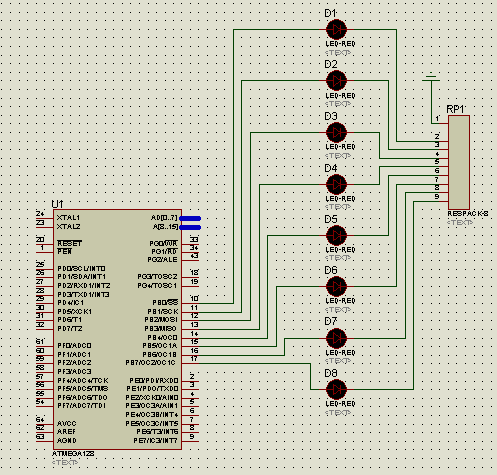 D1
LED-RED
<TEXT>
D2
LED-RED
<TEXT>
D3
LED-RED
<TEXT>
D4
LED-RED
<TEXT>
D5
LED-RED
<TEXT>
D6
LED-RED
<TEXT>
D7
LED-RED
<TEXT>
D8
LED-RED
<TEXT>
RP1
1
2
3
4
5
6
7
8
9
RESPACK-8
<TEXT>
U1
24 XTAL1 AD[0..7]
23 XTAL2 A[8..15]
20 RESET PG0/WR 33
1 PEN PG1/RD 34
PG2/ALE 43
25 PD0/SCL/INT0
26 PD1/SDA/INT1 PG3/TOSC2 18
27 PD2/RXD1/INT2 PG4/TOSC1 19
28 PD3/TXD1/INT3
29 PD4/IC1 PB0/SS 10
30 PD5/XCK1 PB1/SCK 11
31 PD6/T1 PB2/MOSI 12
32 PD7/T2 PB3/MISO 13
PB4/OC0 14
61 PF0/ADC0 PB5/OC1A 15
60 PF1/ADC1 PB6/OC1B 16
59 PF2/ADC2 PB7/OC2/OC1C 17
58 PF3/ADC3
57 PF4/ADC4/TCK PE0/PDI/RXD0 2
56 PF5/ADC5/TMS PE1/PDO/TXD0 3
55 PF6/ADC6/TDO PE2/XCK0/AIN0 4
54 PF7/ADC7/TDI PE3/OC3A/AIN1 5
PE4/OC3B/INT4 6
64 AVCC PE5/OC3C/INT5 7
62 AREF PE6/T3/INT6 8
63 AGND PE7/IC3/INT7 9
ATMEGA128
<TEXT>